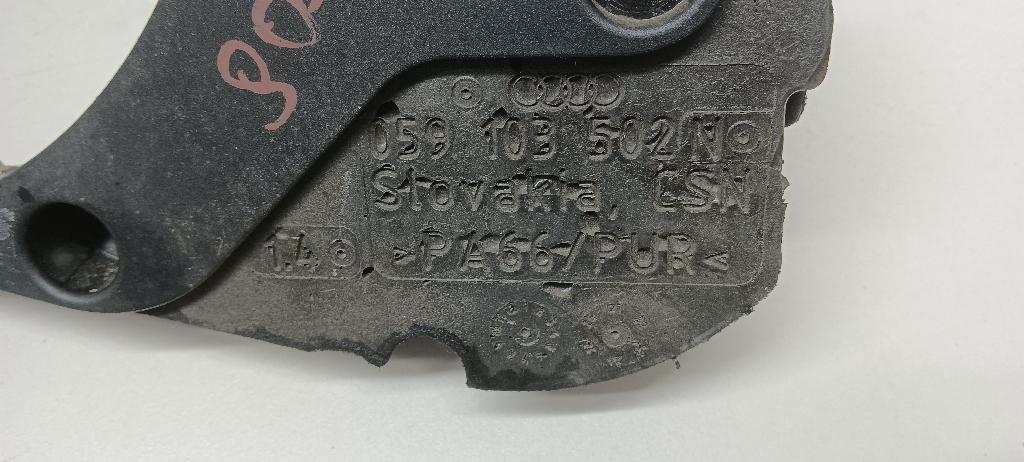 059 103 502 N
Slovakia, CSN
1.4
>PA66/PUR<